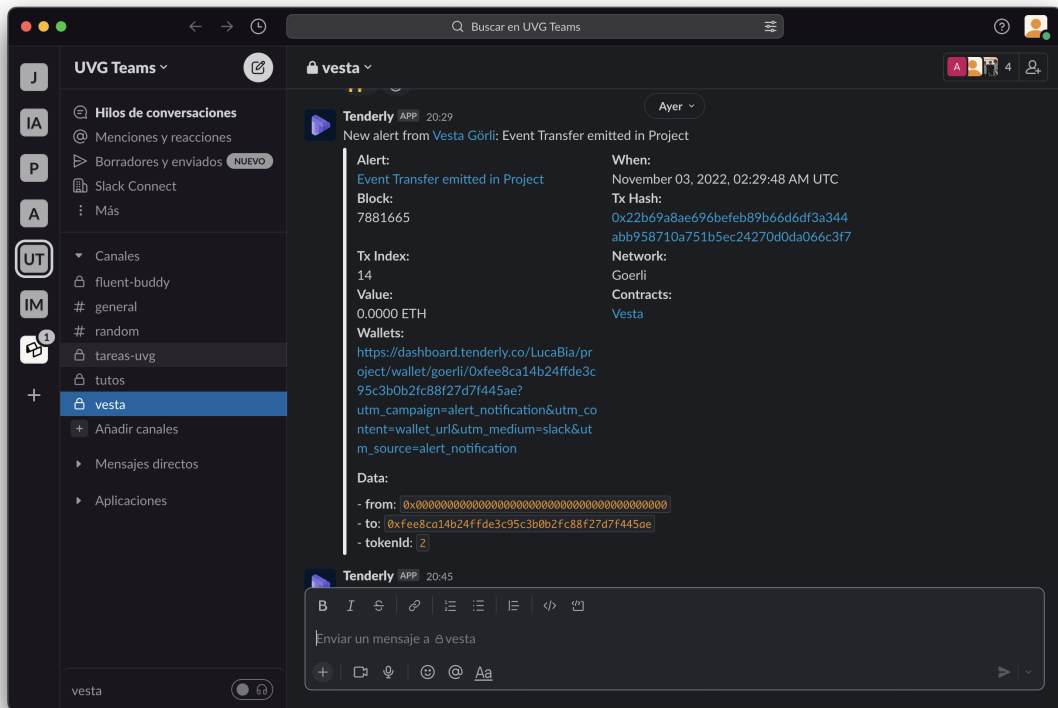 Buscar en UVG Teams
J
IA
P
A
UT
IM
1
UVG Teams
Hilos de conversaciones
Menciones y reacciones
Borradores y enviados NUEVO
Slack Connect
Más
Canales
fluent-buddy
# general
# random
tareas-uvg
tutos
vesta
+ Añadir canales
Mensajes directos
Aplicaciones
vesta
vesta
A
4
Ayer
Tenderly APP 20:29
New alert from Vesta Görli: Event Transfer emitted in Project
Alert:
Event Transfer emitted in Project
When:
November 03, 2022, 02:29:48 AM UTC
Block:
7881665
Tx Hash:
0x22b69a8ae696befeb89b66d6df3a344
abb958710a751b5ec24270d0da066c3f7
Tx Index:
14
Network:
Goerli
Value:
0.0000 ETH
Contracts:
Vesta
Wallets:
https://dashboard.tenderly.co/LucaBia/pr
oject/wallet/goerli/0xfee8ca14b24ffde3c
95c3b0b2fc88f27d7f445ae?
utm_campaign=alert_notification&utm_co
ntent=wallet_url&utm_medium=slack&ut
m_source=alert_notification
Data:
- from: 0x0000000000000000000000000000000000000000
- to: 0xfee8ca14b24ffde3c95c3b0b2fc88f27d7f445ae
- tokenId: 2
Tenderly APP 20:45
B I S
Enviar un mensaje a vesta
Aa